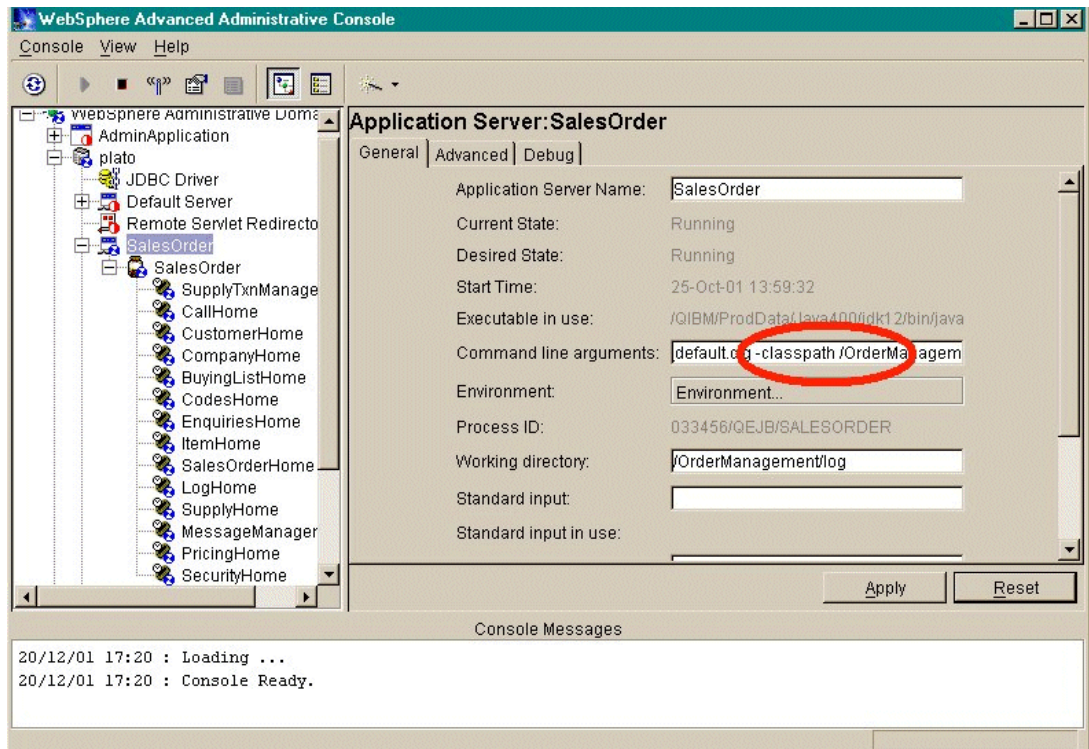 WebSphere Advanced Administrative Console
Console View Help
WebSphere Administrative Doma
AdminApplication
plato
JDBC Driver
Default Server
Remote Servlet Redirecto
SalesOrder
SalesOrder
SupplyTxnManage
CallHome
CustomerHome
CompanyHome
BuyingListHome
CodesHome
EnquiriesHome
ItemHome
SalesOrderHome
LogHome
SupplyHome
MessageManager
PricingHome
SecurityHome
Application Server:SalesOrder
General Advanced Debug
Application Server Name: SalesOrder
Current State: Running
Desired State: Running
Start Time: 25-Oct-01 13:59:32
Executable in use: /QIBM/ProdData/Java400/jdk12/bin/java
Command line arguments: -classpath /OrderManagem
Environment: Environment...
Process ID: 033456/QEJB/SALESORDER
Working directory: /OrderManagement/log
Standard input:
Standard input in use:
Apply Reset
Console Messages
20/12/01 17:20 : Loading ...
20/12/01 17:20 : Console Ready.